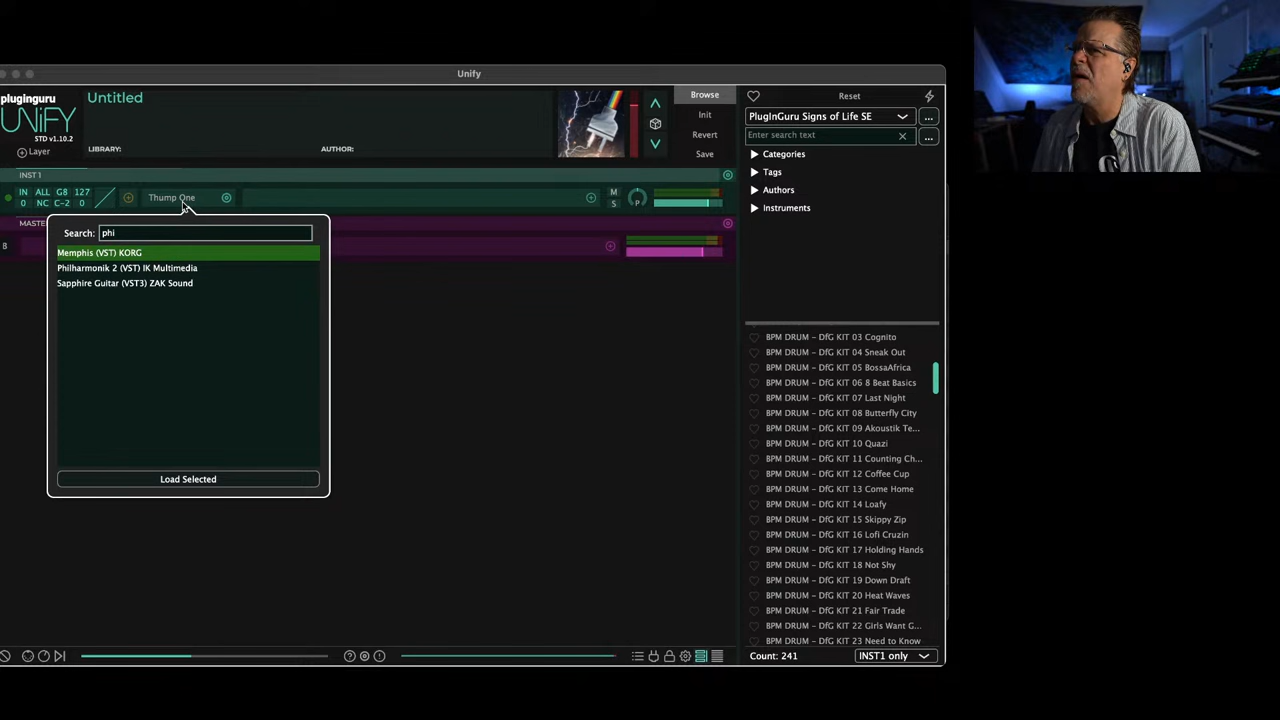 Unify
pluginguru
UNiFY
STD v1.10.2
Layer
Untitled
LIBRARY:
AUTHOR:
Browse
Init
Revert
Save
Reset
PlugInGuru Signs of Life SE
...
Enter search text
...
Categories
Tags
Authors
Instruments
INST 1
IN ALL G8 127
0 NC C-2 0
Thump One
M
S
P
MAST
8
Search: phi
Memphis (VST) KORG
Philharmonik 2 (VST) IK Multimedia
Sapphire Guitar (VST3) ZAK Sound
Load Selected
BPM DRUM - DfG KIT 03 Cognito
BPM DRUM - DfG KIT 04 Sneak Out
BPM DRUM - DfG KIT 05 BossaAfrica
BPM DRUM - DfG KIT 06 8 Beat Basics
BPM DRUM - DfG KIT 07 Last Night
BPM DRUM - DfG KIT 08 Butterfly City
BPM DRUM - DfG KIT 09 Akoustik Te...
BPM DRUM - DfG KIT 10 Quazi
BPM DRUM - DfG KIT 11 Counting Ch...
BPM DRUM - DfG KIT 12 Coffee Cup
BPM DRUM - DfG KIT 13 Come Home
BPM DRUM - DfG KIT 14 Loafy
BPM DRUM - DfG KIT 15 Skippy Zip
BPM DRUM - DfG KIT 16 Lofi Cruzin
BPM DRUM - DfG KIT 17 Holding Hands
BPM DRUM - DfG KIT 18 Not Shy
BPM DRUM - DfG KIT 19 Down Draft
BPM DRUM - DfG KIT 20 Heat Waves
BPM DRUM - DfG KIT 21 Fair Trade
BPM DRUM - DfG KIT 22 Girls Want G...
BPM DRUM - DfG KIT 23 Need to Know
Count: 241
INST1 only